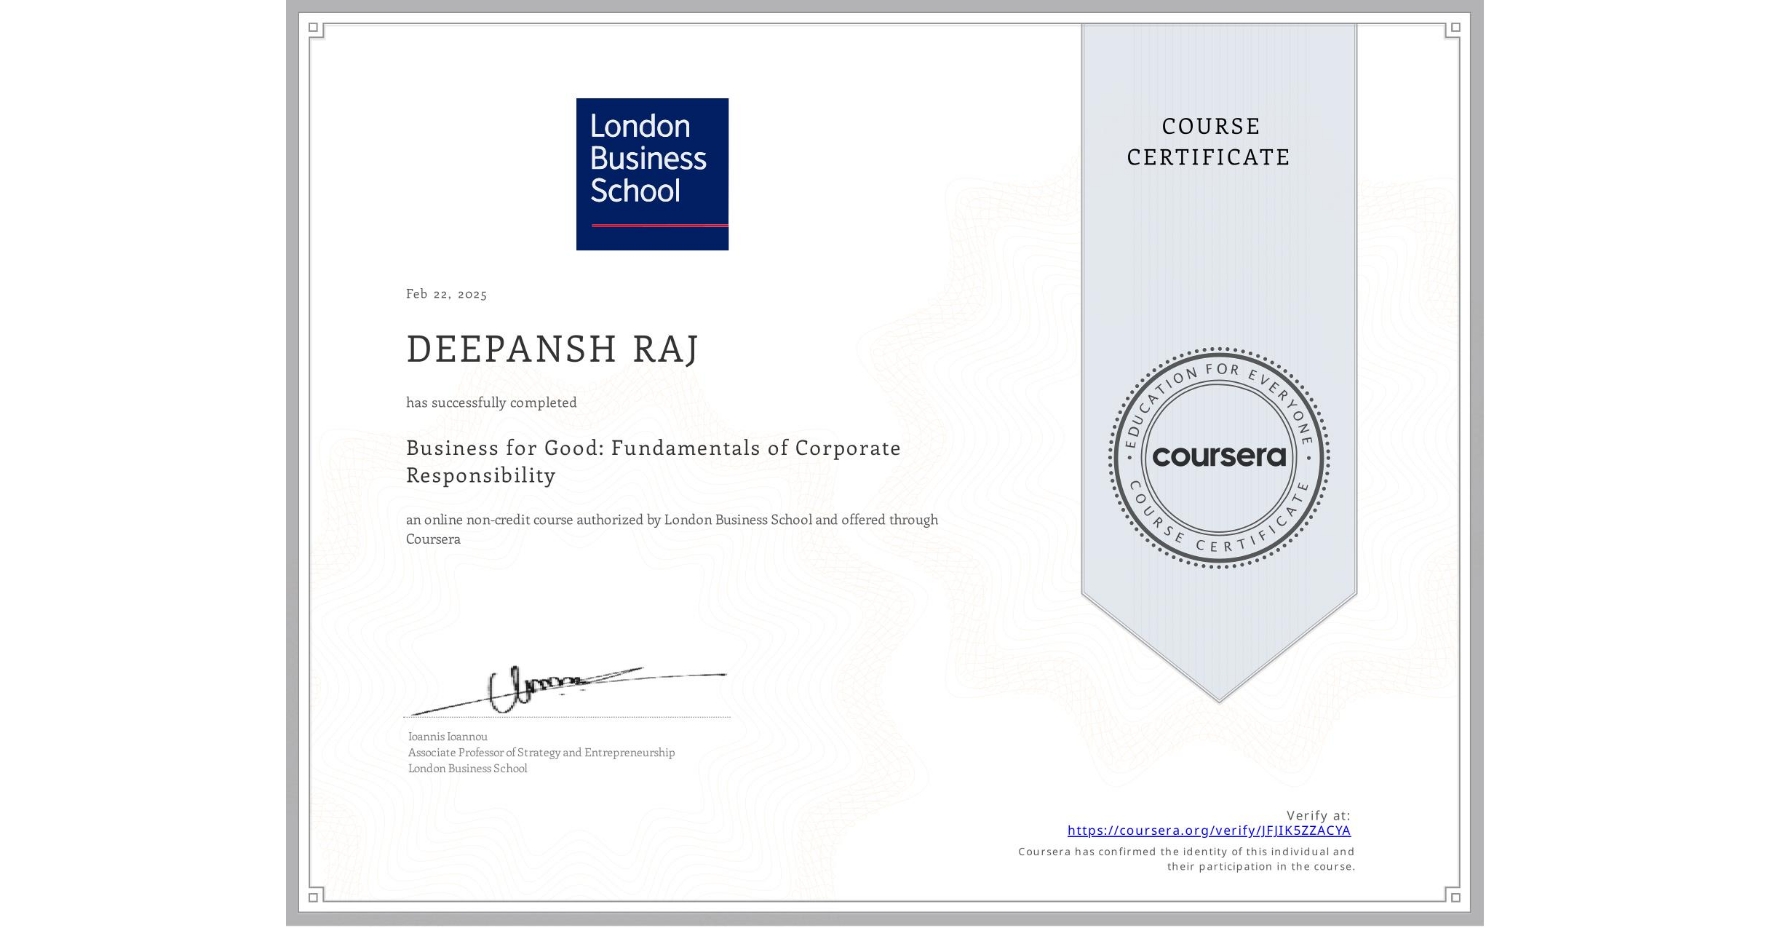 London
Business
School
COURSE
CERTIFICATE
Feb 22, 2025
DEEPANSH RAJ
has successfully completed
Business for Good: Fundamentals of Corporate
Responsibility
an online non-credit course authorized by London Business School and offered through
Coursera
EDUCATION FOR EVERYONE
coursera
COURSE CERTIFICATE
Ioannis Ioannou
Associate Professor of Strategy and Entrepreneurship
London Business School
Verify at:
https://coursera.org/verify/JFJIK5ZZACYA
Coursera has confirmed the identity of this individual and
their participation in the course.